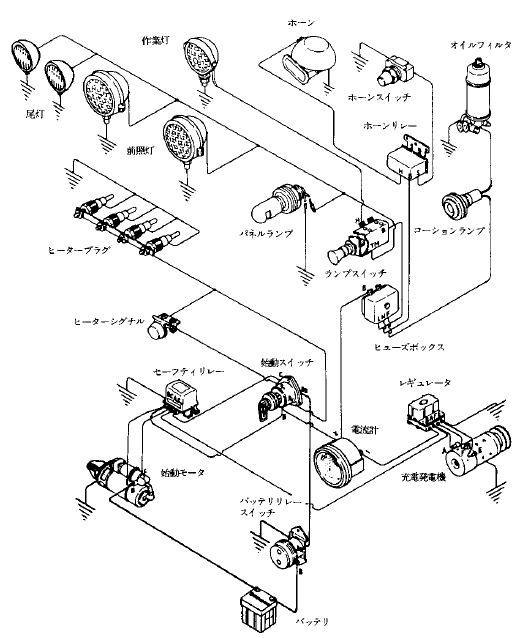 ホーン
作業灯
オイルフィルタ
ホーンスイッチ
尾灯
ホーンリレー
前照灯
パネルランプ
コーションランプ
ヒータープラグ
ランプスイッチ
ヒーターシグナル
ヒューズボックス
始動スイッチ
セーフティリレー
レギュレータ
電流計
始動モータ
充電発電機
バッテリリレー
スイッチ
バッテリ